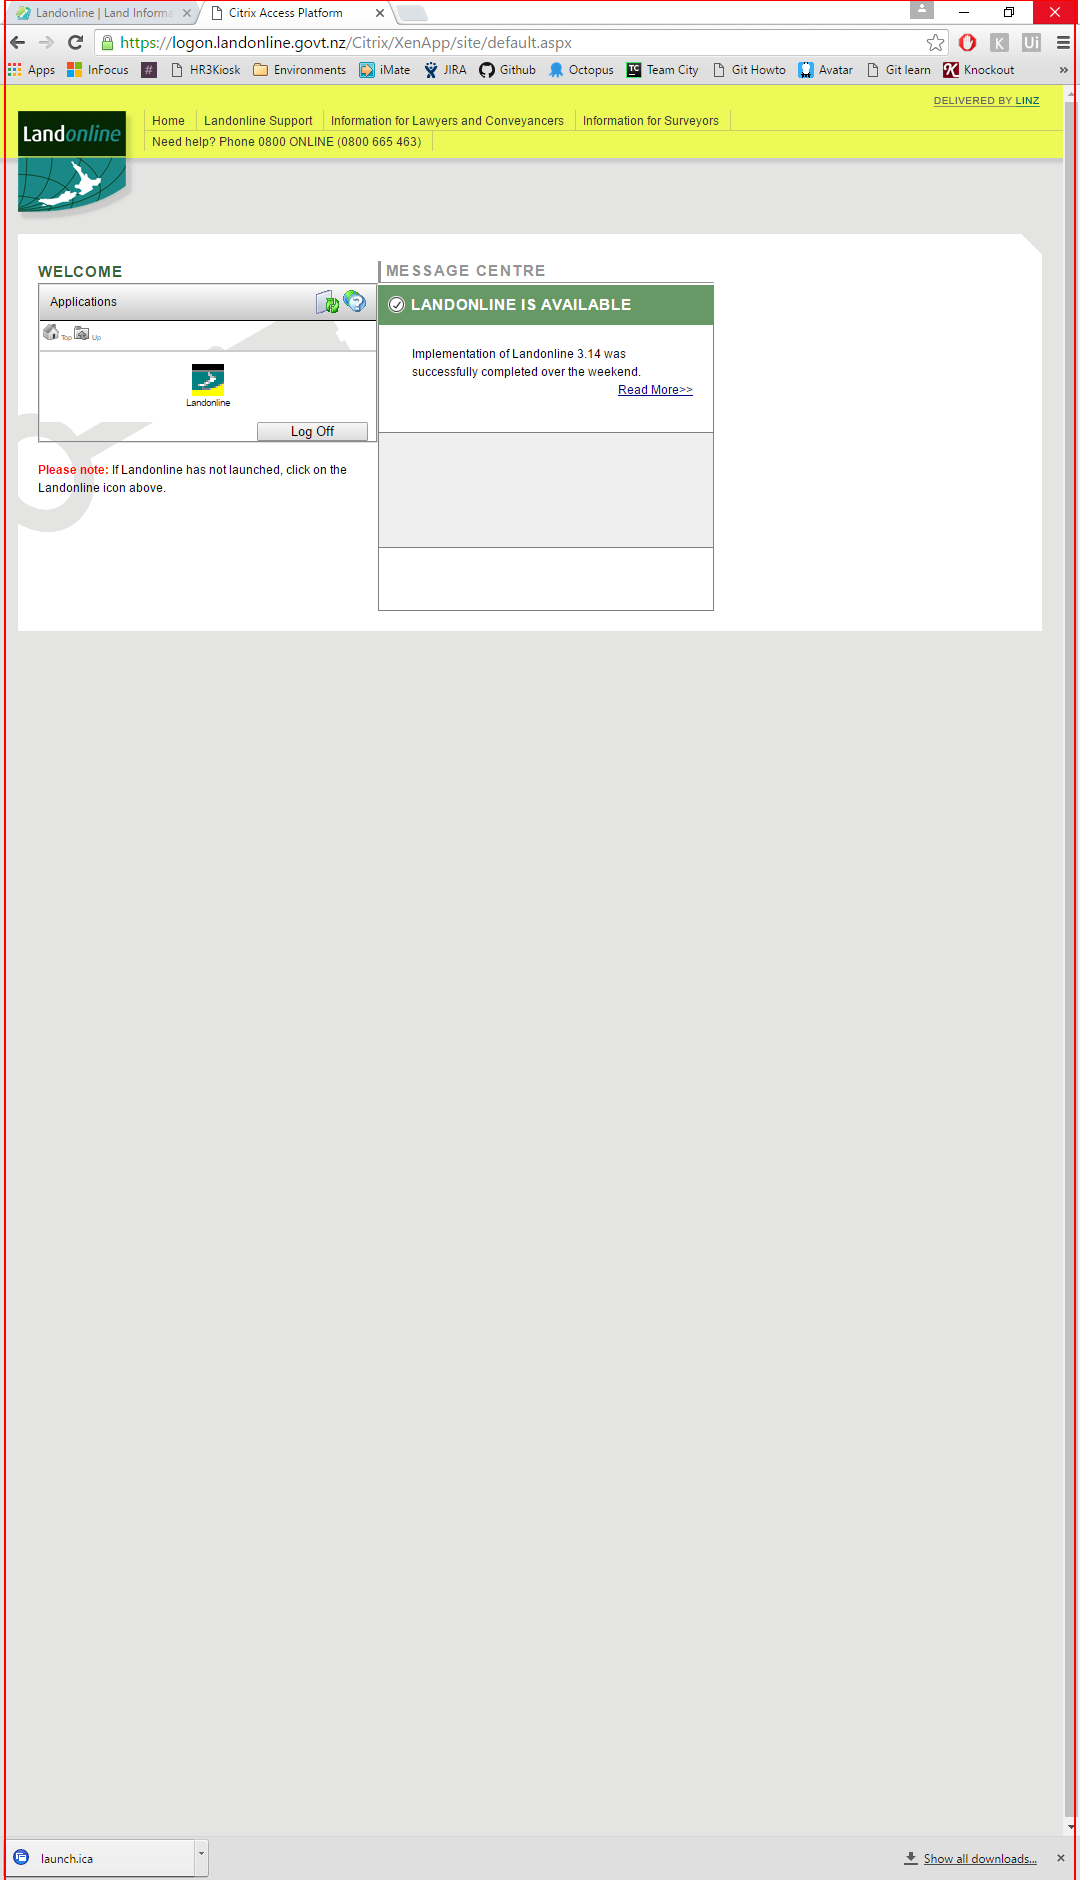 Landonline | Land Informa
Citrix Access Platform
https://logon.landonline.govt.nz/Citrix/XenApp/site/default.aspx
K
Ui
Apps
InFocus
#
HR3Kiosk
Environments
iMate
JIRA
Github
Octopus
TC
Team City
Git Howto
Avatar
Git learn
Knockout
»
DELIVERED BY LINZ
Landonline
Home
Landonline Support
Information for Lawyers and Conveyancers
Information for Surveyors
Need help? Phone 0800 ONLINE (0800 665 463)
WELCOME
Applications
Top
Up
Landonline
Log Off
Please note: If Landonline has not launched, click on the
Landonline icon above.
MESSAGE CENTRE
LANDONLINE IS AVAILABLE
Implementation of Landonline 3.14 was
successfully completed over the weekend.
Read More>>
launch.ica
Show all downloads...